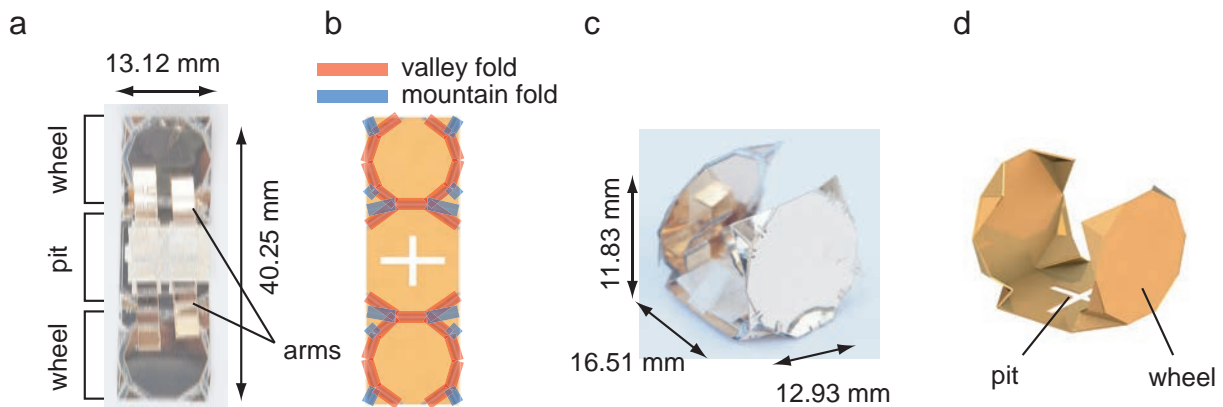 a
13.12 mm
wheel
pit
wheel
40.25 mm
arms
b
valley fold
mountain fold
c
11.83 mm
16.51 mm
12.93 mm
d
pit
wheel